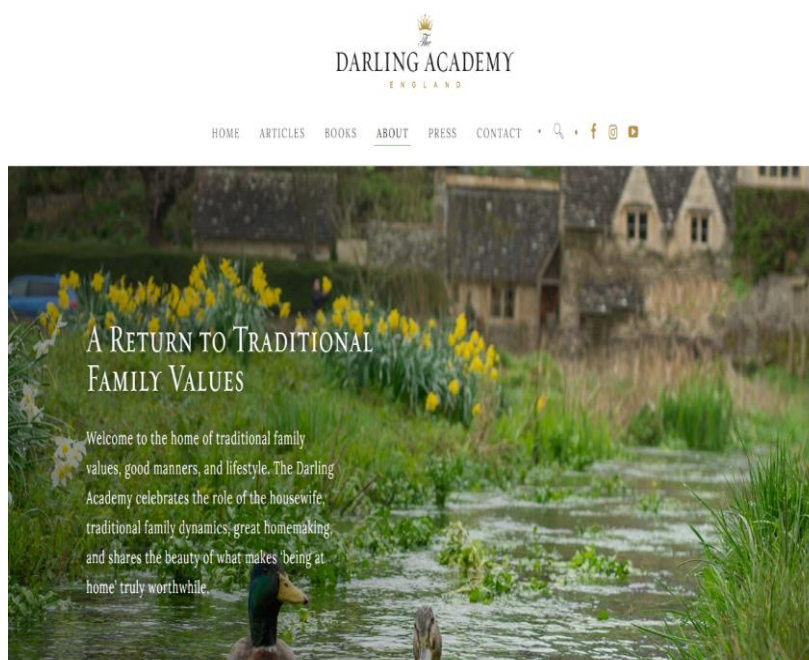 The
DARLING ACADEMY
ENGLAND
HOME ARTICLES BOOKS ABOUT PRESS CONTACT
A Return to Traditional
Family Values
Welcome to the home of traditional family
values, good manners, and lifestyle. The Darling
Academy celebrates the role of the housewife,
traditional family dynamics, great homemaking,
and shares the beauty of what makes 'being at
home' truly worthwhile.